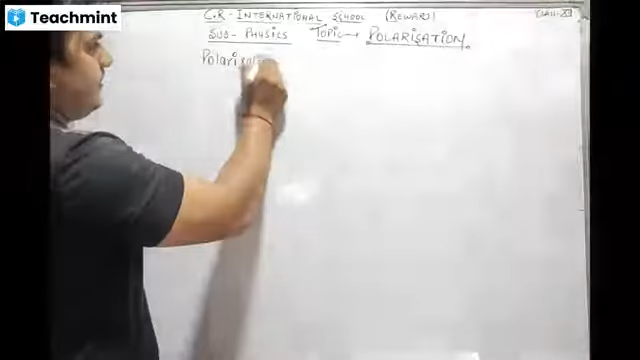 Teachmint
C.R - INTERNATIONAL SCHOOL (REWARI)
SUB - PHYSICS TOPIC → POLARISATION